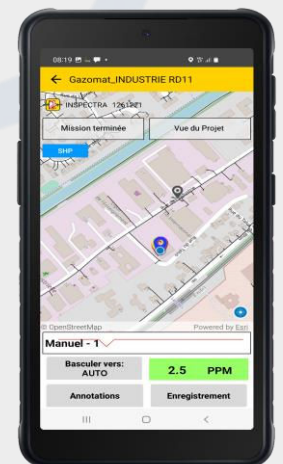 08:19
← Gazomat_INDUSTRIE RD11
INSPECTRA 1261221
Mission terminée
Vue du Projet
SHP
© OpenStreetMap
Powered by Esri
Manuel - 1
Basculer vers:
AUTO
2.5 PPM
Annotations
Enregistrement